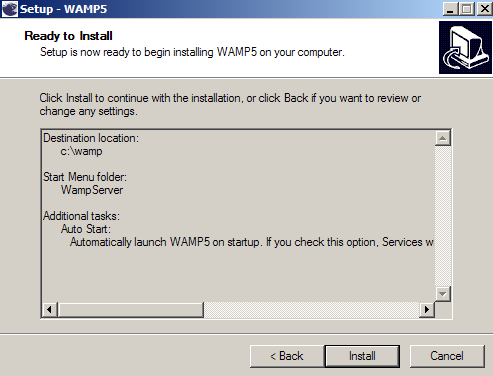 Setup - WAMP5
Ready to Install
Setup is now ready to begin installing WAMP5 on your computer.
Click Install to continue with the installation, or click Back if you want to review or
change any settings.
Destination location:
c:\wamp
Start Menu folder:
WampServer
Additional tasks:
Auto Start:
Automatically launch WAMP5 on startup. If you check this option, Services w
< Back
Install
Cancel